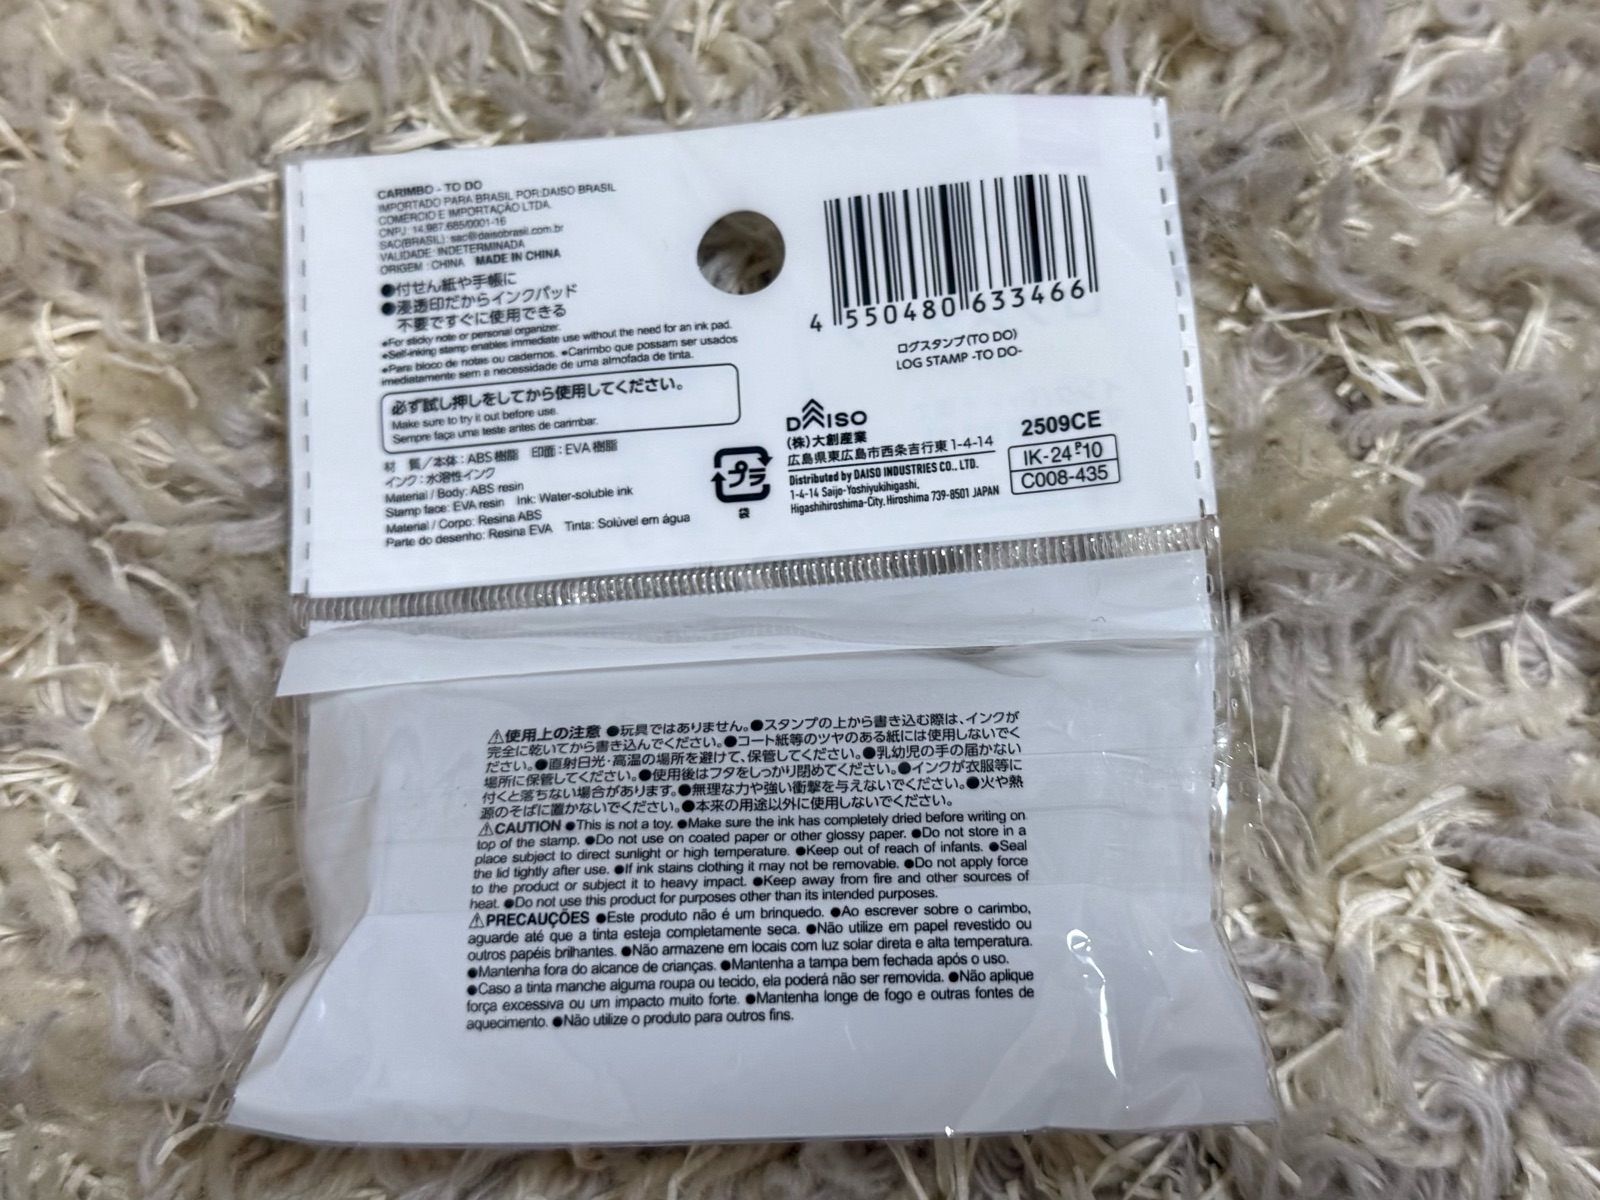 CARIMBO - TO DO
IMPORTADO PARA BRASIL POR:DAISO BRASIL
COMERCIO E IMPORTAÇÃO LTDA.
CNPJ: 14.987.685/0001-16
SAC(BRASIL): sac@daisobrasil.com.br
VALIDADE: INDETERMINADA
ORIGEM : CHINA MADE IN CHINA
●付せん紙や手帳に
●浸透印だからインクパッド
不要ですぐに使用できる
●For sticky note or personal organizer.
●Self-inking stamp enables immediate use without the need for an ink pad.
●Para bloco de notas ou cadernos. ●Carimbo que possam ser usados
imediatamente sem a necessidade de uma almofada de tinta.
必ず試し押しをしてから使用してください。
Make sure to try it out before use.
Sempre faça uma teste antes de carimbar.
材 質/本体:ABS樹脂 印面:EVA樹脂
インク:水溶性インク
Material / Body: ABS resin
Stamp face: EVA resin Ink: Water-soluble ink
Material / Corpo: Resina ABS
Parte do desenho: Resina EVA Tinta: Solúvel em água
プラ
袋
4 550480 633466
ログスタンプ(TO DO)
LOG STAMP -TO DO-
DAISO
(株)大創産業
広島県東広島市西条吉行東1-4-14
Distributed by DAISO INDUSTRIES CO., LTD.
1-4-14 Saijo-Yoshiyukihigashi,
Higashihiroshima-City, Hiroshima 739-8501 JAPAN
2509CE
IK-24 P 10
C008-435
⚠使用上の注意 ●玩具ではありません。●スタンプの上から書き込む際は、インクが
完全に乾いてから書き込んでください。●コート紙等のツヤのある紙には使用しないでく
ださい。●直射日光・高温の場所を避けて、保管してください。●乳幼児の手の届かない
場所に保管してください。●使用後はフタをしっかり閉めてください。●インクが衣服等に
付くと落ちない場合があります。●無理な力や強い衝撃を与えないでください。●火や熱
源のそばに置かないでください。●本来の用途以外に使用しないでください。
⚠CAUTION ●This is not a toy. ●Make sure the ink has completely dried before writing on
top of the stamp. ●Do not use on coated paper or other glossy paper. ●Do not store in a
place subject to direct sunlight or high temperature. ●Keep out of reach of infants. ●Seal
the lid tightly after use. ●If ink stains clothing it may not be removable. ●Do not apply force
to the product or subject it to heavy impact. ●Keep away from fire and other sources of
heat. ●Do not use this product for purposes other than its intended purposes.
⚠PRECAUÇÕES ●Este produto não é um brinquedo. ●Ao escrever sobre o carimbo,
aguarde até que a tinta esteja completamente seca. ●Não utilize em papel revestido ou
outros papéis brilhantes. ●Não armazene em locais com luz solar direta e alta temperatura.
●Mantenha fora do alcance de crianças. ●Mantenha a tampa bem fechada após o uso.
●Caso a tinta manche alguma roupa ou tecido, ela poderá não ser removida. ●Não aplique
força excessiva ou um impacto muito forte. ●Mantenha longe de fogo e outras fontes de
aquecimento. ●Não utilize o produto para outros fins.